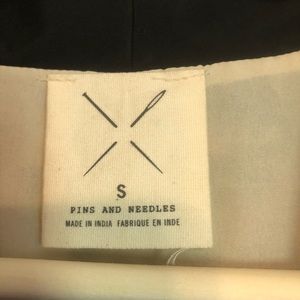 S
PINS AND NEEDLES
MADE IN INDIA FABRIQUE EN INDE